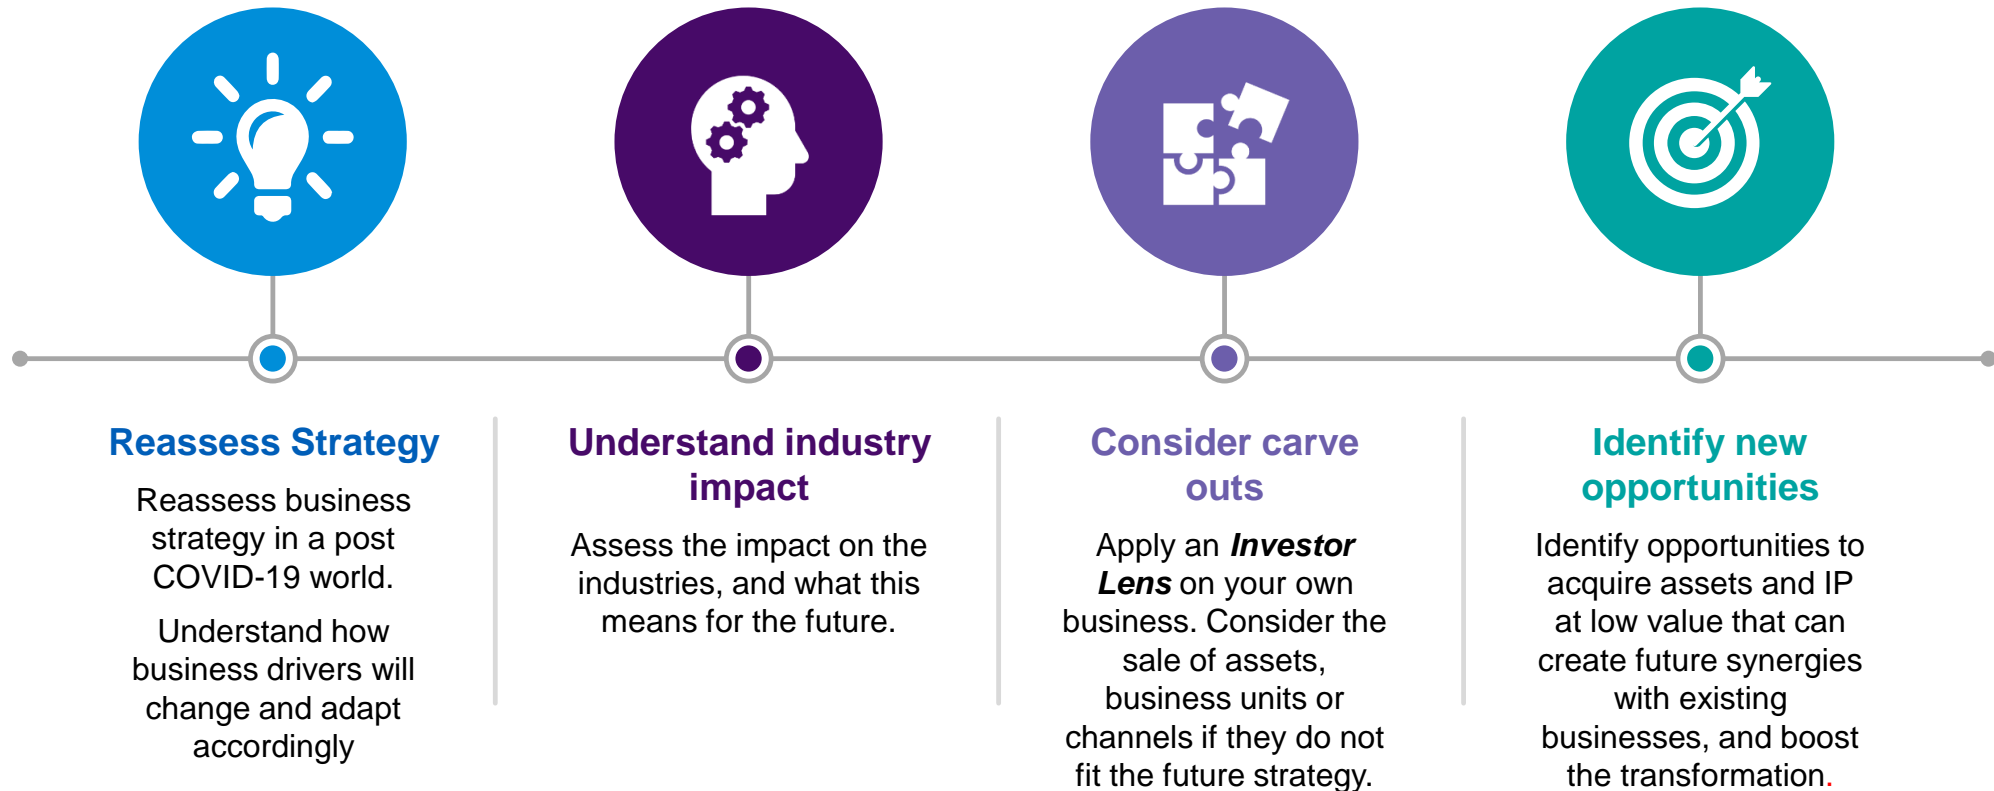 Reassess Strategy
Reassess business
strategy in a post
COVID-19 world.
Understand how
business drivers will
change and adapt
accordingly
Understand industry
impact
Assess the impact on the
industries, and what this
means for the future.
Consider carve
outs
Apply an Investor
Lens on your own
business. Consider the
sale of assets,
business units or
channels if they do not
fit the future strategy.
Identify new
opportunities
Identify opportunities to
acquire assets and IP
at low value that can
create future synergies
with existing
businesses, and boost
the transformation.